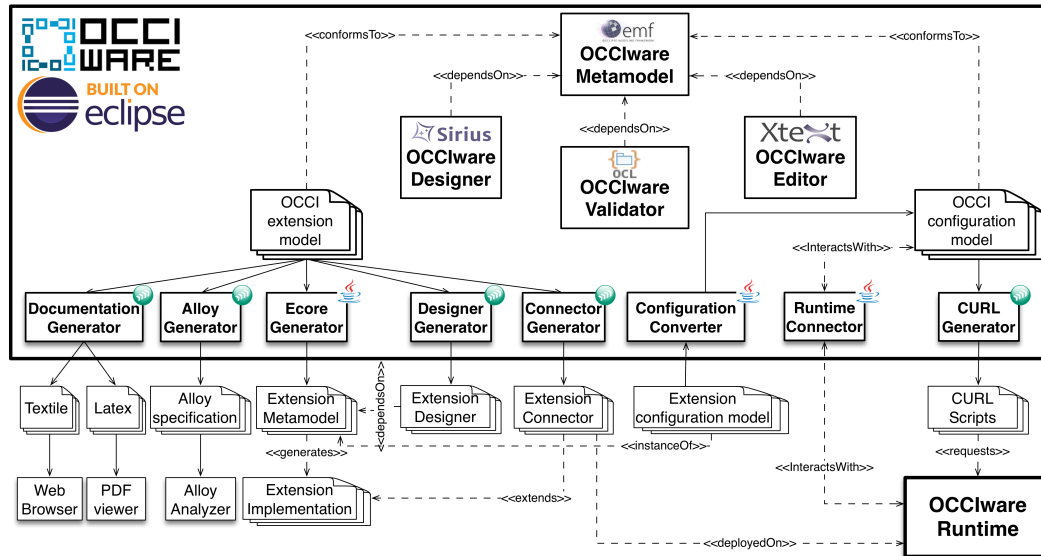 OCCI
WARE
BUILT ON
eclipse
<<conformsTo>>
emf
ECLIPSE MODELING FRAMEWORK
OCCIware
Metamodel
<<conformsTo>>
<<dependsOn>>
<<dependsOn>>
<<dependsOn>>
Sirius
OCCIware
Designer
OCL
OCCIware
Validator
Xtext
OCCIware
Editor
OCCI
extension
model
OCCI
configuration
model
<<InteractsWith>>
Documentation
Generator
Alloy
Generator
Ecore
Generator
Designer
Generator
Connector
Generator
Configuration
Converter
Runtime
Connector
CURL
Generator
<<dependsOn>>
Textile
Latex
Alloy
specification
Extension
Metamodel
Extension
Designer
Extension
Connector
Extension
configuration model
CURL
Scripts
<<generates>>
<<instanceOf>>
<<requests>>
<<InteractsWith>>
Web
Browser
PDF
viewer
Alloy
Analyzer
Extension
Implementation
<<extends>>
OCCIware
Runtime
<<deployedOn>>